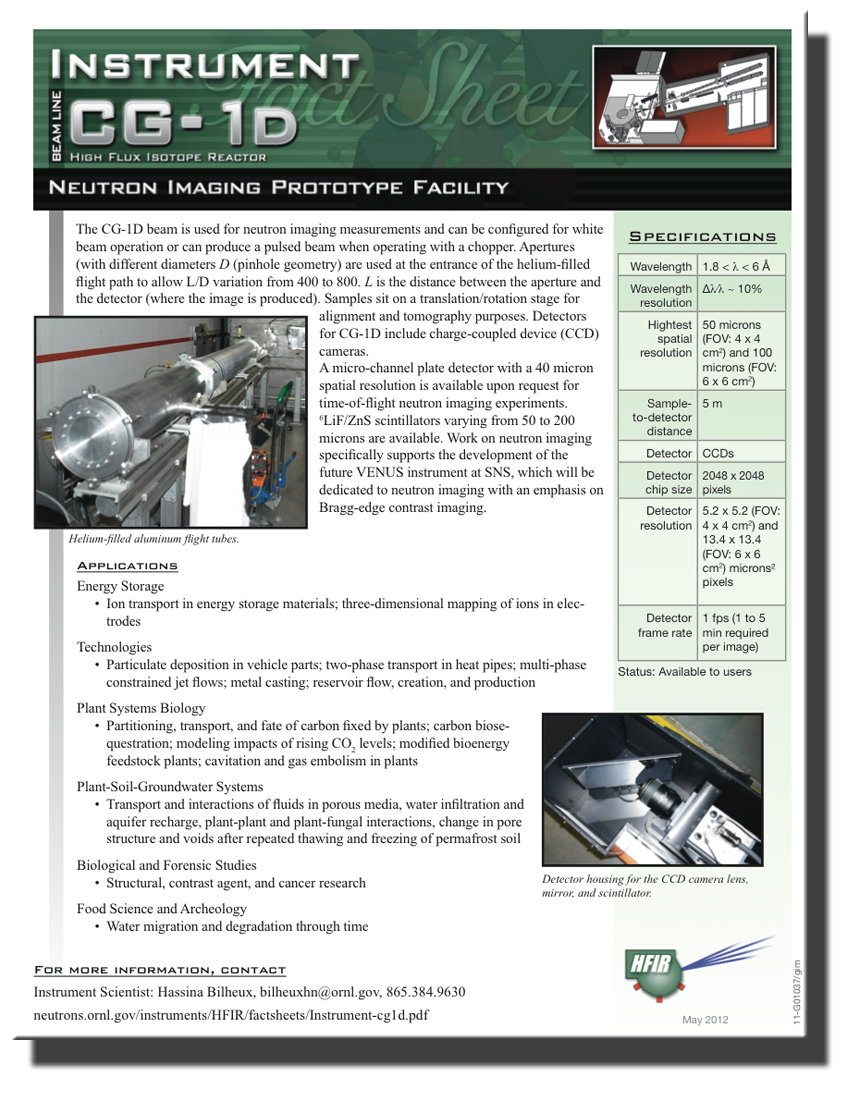 INSTRUMENT
Fact Sheet
BEAM LINE
CG-1D
HIGH FLUX ISOTOPE REACTOR
NEUTRON IMAGING PROTOTYPE FACILITY
The CG-1D beam is used for neutron imaging measurements and can be configured for white
beam operation or can produce a pulsed beam when operating with a chopper. Apertures
(with different diameters D (pinhole geometry) are used at the entrance of the helium-filled
flight path to allow L/D variation from 400 to 800. L is the distance between the aperture and
the detector (where the image is produced). Samples sit on a translation/rotation stage for
alignment and tomography purposes. Detectors
for CG-1D include charge-coupled device (CCD)
cameras.
A micro-channel plate detector with a 40 micron
spatial resolution is available upon request for
time-of-flight neutron imaging experiments.
⁶LiF/ZnS scintillators varying from 50 to 200
microns are available. Work on neutron imaging
specifically supports the development of the
future VENUS instrument at SNS, which will be
dedicated to neutron imaging with an emphasis on
Bragg-edge contrast imaging.
Helium-filled aluminum flight tubes.
APPLICATIONS
Energy Storage
• Ion transport in energy storage materials; three-dimensional mapping of ions in elec-
trodes
Technologies
• Particulate deposition in vehicle parts; two-phase transport in heat pipes; multi-phase
constrained jet flows; metal casting; reservoir flow, creation, and production
Plant Systems Biology
• Partitioning, transport, and fate of carbon fixed by plants; carbon biose-
questration; modeling impacts of rising CO₂ levels; modified bioenergy
feedstock plants; cavitation and gas embolism in plants
Plant-Soil-Groundwater Systems
• Transport and interactions of fluids in porous media, water infiltration and
aquifer recharge, plant-plant and plant-fungal interactions, change in pore
structure and voids after repeated thawing and freezing of permafrost soil
Biological and Forensic Studies
• Structural, contrast agent, and cancer research
Food Science and Archeology
• Water migration and degradation through time
FOR MORE INFORMATION, CONTACT
Instrument Scientist: Hassina Bilheux, bilheuxhn@ornl.gov, 865.384.9630
neutrons.ornl.gov/instruments/HFIR/factsheets/Instrument-cg1d.pdf
SPECIFICATIONS
Wavelength 1.8 < λ < 6 Å
Wavelength Δλ/λ ~ 10%
resolution
Hightest 50 microns
spatial (FOV: 4 x 4
resolution cm²) and 100
microns (FOV:
6 x 6 cm²)
Sample- 5 m
to-detector
distance
Detector CCDs
Detector 2048 x 2048
chip size pixels
Detector 5.2 x 5.2 (FOV:
resolution 4 x 4 cm²) and
13.4 x 13.4
(FOV: 6 x 6
cm²) microns²
pixels
Detector 1 fps (1 to 5
frame rate min required
per image)
Status: Available to users
Detector housing for the CCD camera lens,
mirror, and scintillator.
HFIR
May 2012
11-G01037/gim